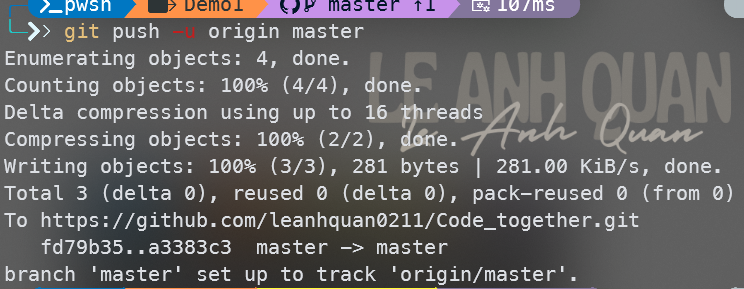 pwsh Demo1 master ↑1 107ms
git push -u origin master
Enumerating objects: 4, done.
Counting objects: 100% (4/4), done.
Delta compression using up to 16 threads
Compressing objects: 100% (2/2), done.
Writing objects: 100% (3/3), 281 bytes | 281.00 KiB/s, done.
Total 3 (delta 0), reused 0 (delta 0), pack-reused 0 (from 0)
To https://github.com/leanhquan0211/Code_together.git
fd79b35..a3383c3 master -> master
branch 'master' set up to track 'origin/master'.
LE ANH QUAN
Le Anh Quan